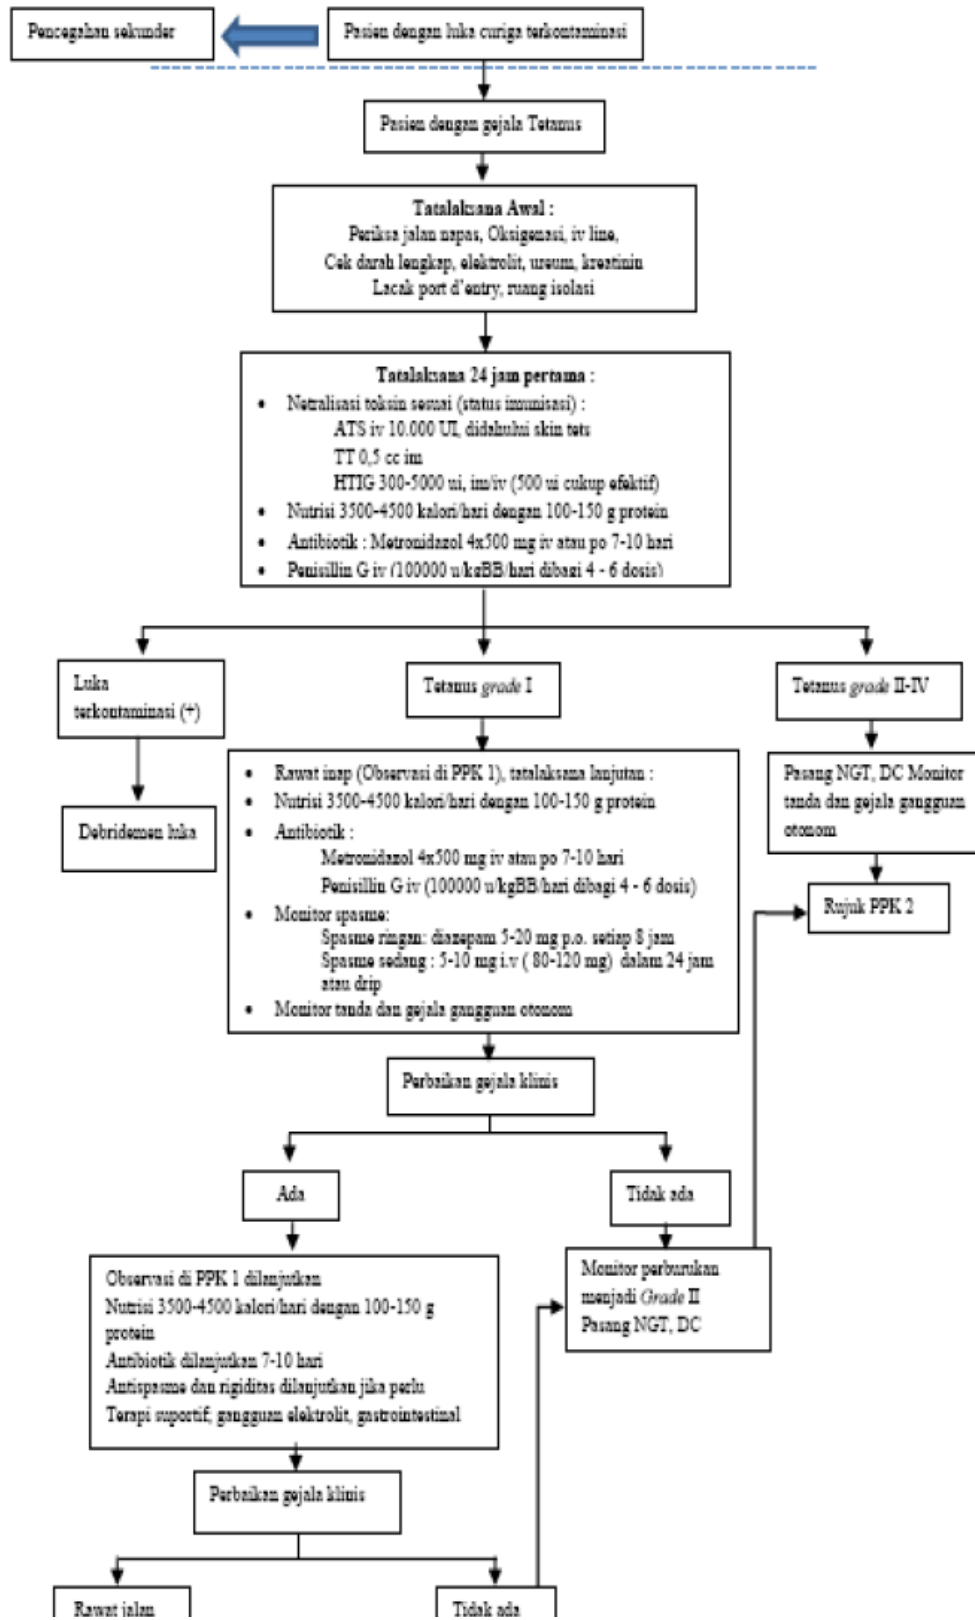 Pencegahan sekunder
Pasien dengan luka curiga terkontaminasi
Pasien dengan gejala Tetanus
Tatalaksana Awal :
Periksa jalan napas, Oksigenasi, iv line,
Cek darah lengkap, elektrolit, ureum, kreatinin
Lacak port d'entry, ruang isolasi
Tatalaksana 24 jam pertama :
• Netralisasi toksin sesuai (status imunisasi) :
ATS iv 10.000 UI, didahului skin tets
TT 0,5 cc im
HTIG 300-5000 ui, im/iv (500 ui cukup efektif)
• Nutrisi 3500-4500 kalori/hari dengan 100-150 g protein
• Antibiotik : Metronidazol 4x500 mg iv atau po 7-10 hari
• Penisillin G iv (100000 u/kgBB/hari dibagi 4 - 6 dosis)
Luka
terkontaminasi (+)
Debridemen luka
Tetanus grade I
• Rawat inap (Observasi di PPK 1), tatalaksana lanjutan :
• Nutrisi 3500-4500 kalori/hari dengan 100-150 g protein
• Antibiotik :
Metronidazol 4x500 mg iv atau po 7-10 hari
Penisillin G iv (100000 u/kgBB/hari dibagi 4 - 6 dosis)
• Monitor spasme:
Spasme ringan: diazepam 5-20 mg p.o. setiap 8 jam
Spasme sedang : 5-10 mg i.v ( 80-120 mg) dalam 24 jam
atau drip
• Monitor tanda dan gejala gangguan otonom
Tetanus grade II-IV
Pasang NGT, DC Monitor
tanda dan gejala gangguan
otonom
Rujuk PPK 2
Perbaikan gejala klinis
Ada
Tidak ada
Observasi di PPK 1 dilanjutkan
Nutrisi 3500-4500 kalori/hari dengan 100-150 g
protein
Antibiotik dilanjutkan 7-10 hari
Antispasme dan rigiditas dilanjutkan jika perlu
Terapi suportif, gangguan elektrolit, gastrointestinal
Monitor perburukan
menjadi Grade II
Pasang NGT, DC
Perbaikan gejala klinis
Rawat jalan
Tidak ada